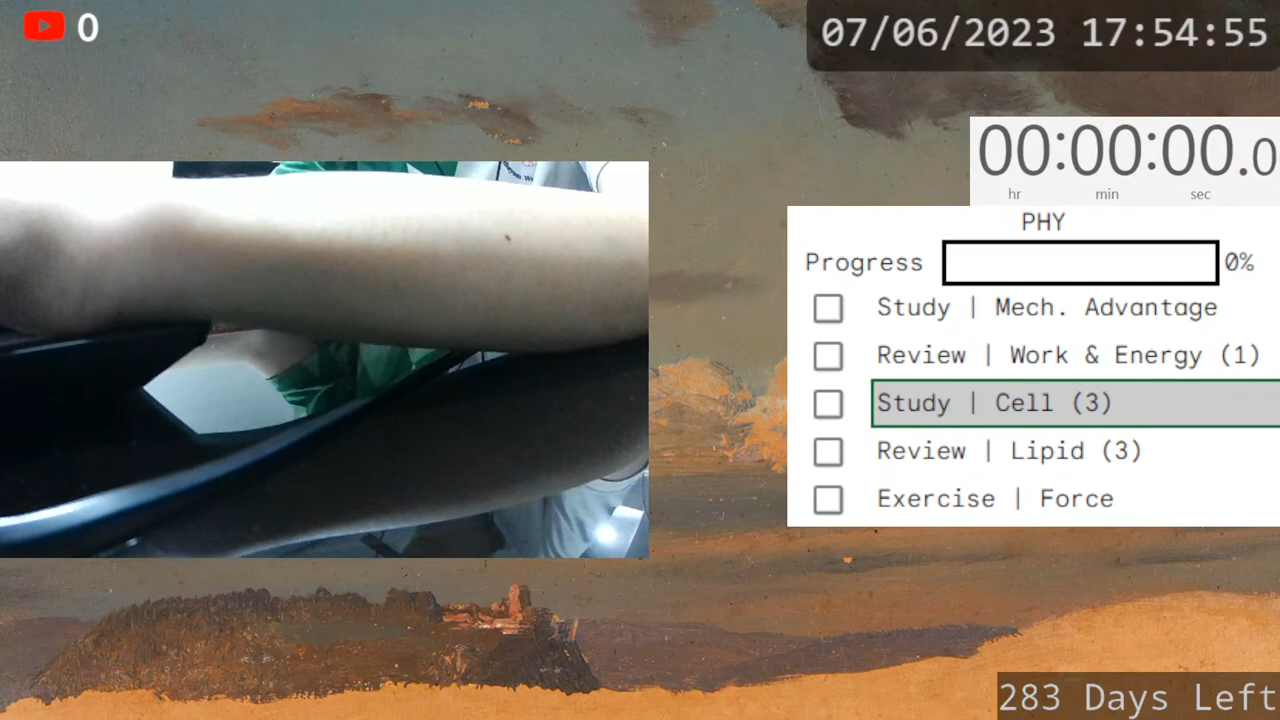 0
07/06/2023 17:54:55
00:00:00.0
hr min sec
PHY
Progress 0%
Study | Mech. Advantage
Review | Work & Energy (1)
Study | Cell (3)
Review | Lipid (3)
Exercise | Force
283 Days Left